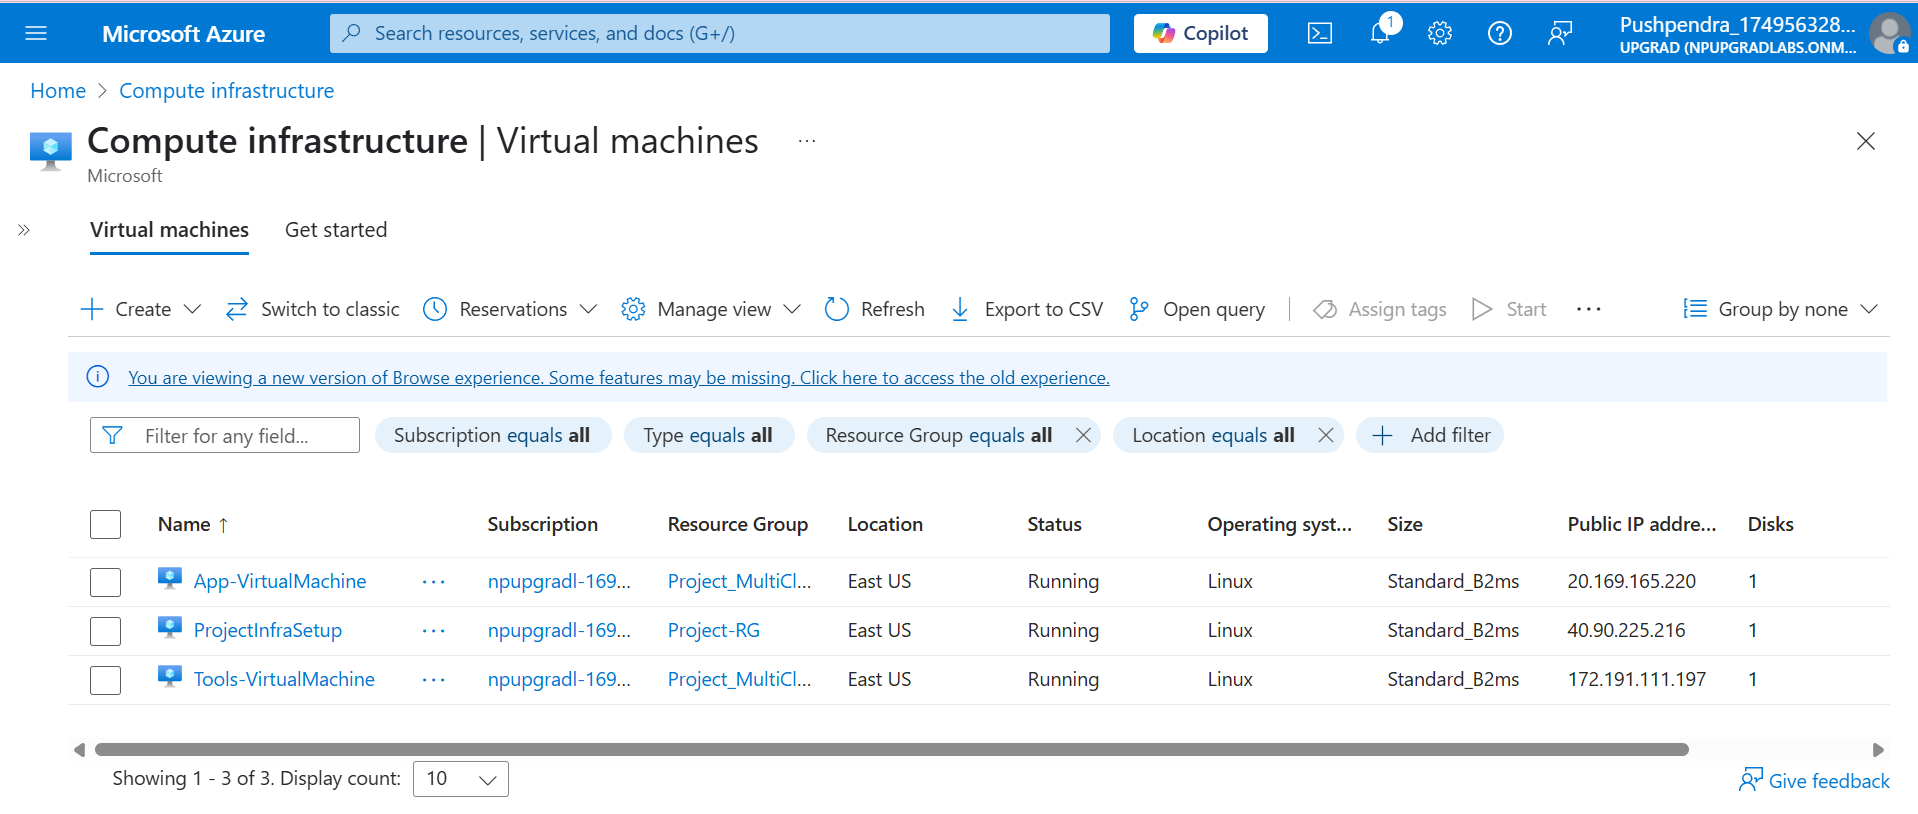 Microsoft Azure
Search resources, services, and docs (G+/)
Copilot
1
Pushpendra_174956328...
UPGRAD (NPUPGRADLABS.ONM...
Home > Compute infrastructure
Compute infrastructure | Virtual machines ...
Microsoft
Virtual machines Get started
Create Switch to classic Reservations Manage view Refresh Export to CSV Open query Assign tags Start ... Group by none
You are viewing a new version of Browse experience. Some features may be missing. Click here to access the old experience.
Filter for any field... Subscription equals all Type equals all Resource Group equals all Location equals all Add filter
Name ↑ Subscription Resource Group Location Status Operating syst... Size Public IP addre... Disks
App-VirtualMachine ... npupgradl-169... Project_MultiCl... East US Running Linux Standard_B2ms 20.169.165.220 1
ProjectInfraSetup ... npupgradl-169... Project-RG East US Running Linux Standard_B2ms 40.90.225.216 1
Tools-VirtualMachine ... npupgradl-169... Project_MultiCl... East US Running Linux Standard_B2ms 172.191.111.197 1
Showing 1 - 3 of 3. Display count: 10
Give feedback